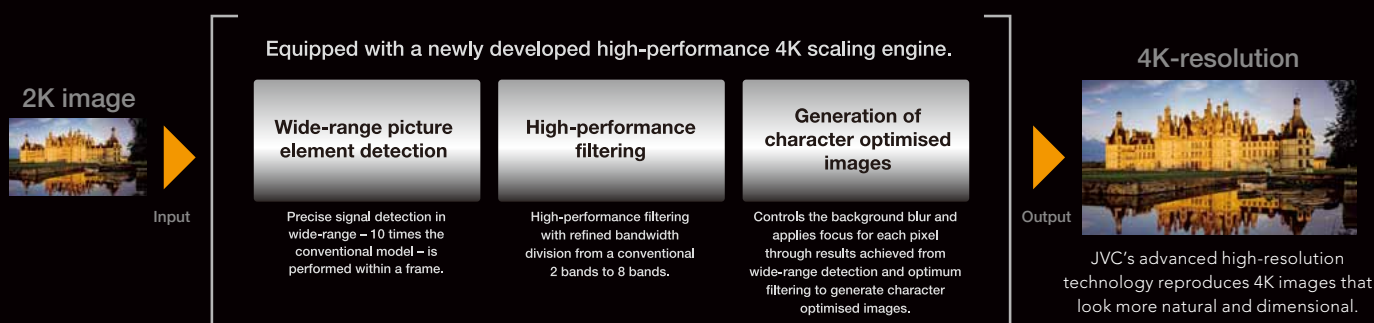 Equipped with a newly developed high-performance 4K scaling engine.
2K image
Input
Wide-range picture
element detection
Precise signal detection in
wide-range – 10 times the
conventional model – is
performed within a frame.
High-performance
filtering
High-performance filtering
with refined bandwidth
division from a conventional
2 bands to 8 bands.
Generation of
character optimised
images
Controls the background blur and
applies focus for each pixel
through results achieved from
wide-range detection and optimum
filtering to generate character
optimised images.
Output
4K-resolution
JVC’s advanced high-resolution
technology reproduces 4K images that
look more natural and dimensional.